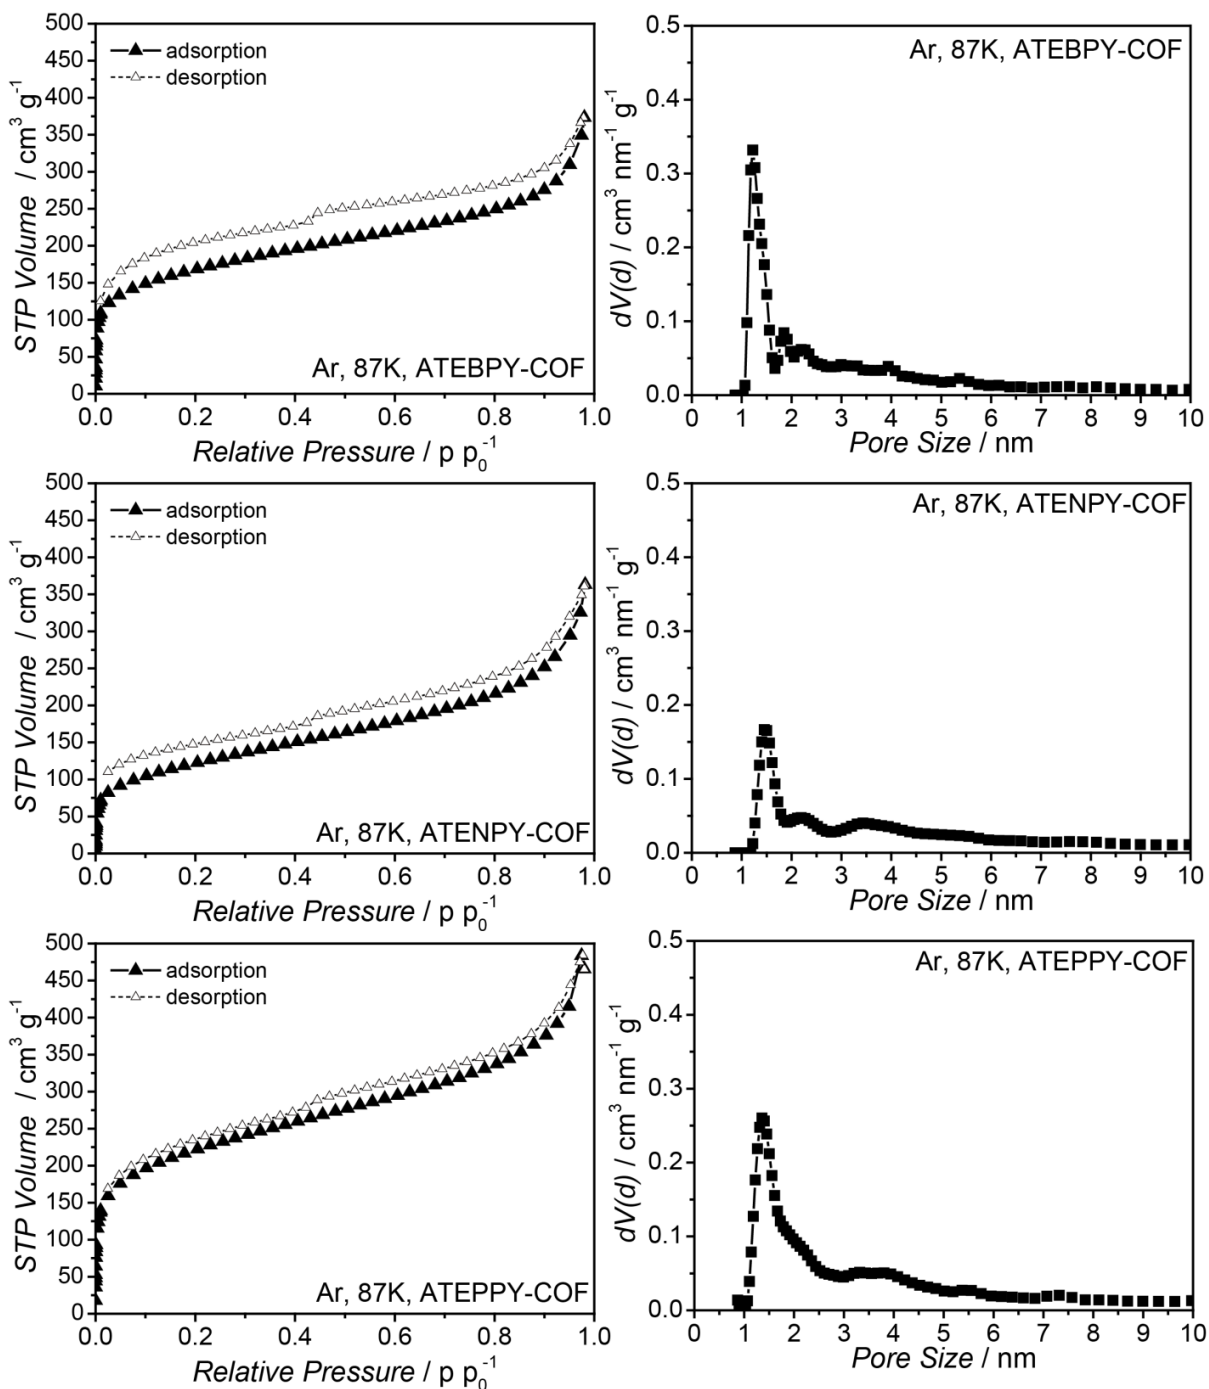 500
450
400
350
300
250
200
150
100
50
0
STP Volume / cm³ g⁻¹
adsorption
desorption
Ar, 87K, ATEBPY-COF
0.0 0.2 0.4 0.6 0.8 1.0
Relative Pressure / p p₀⁻¹
0.5
0.4
0.3
0.2
0.1
0.0
dV(d) / cm³ nm⁻¹ g⁻¹
Ar, 87K, ATEBPY-COF
0 1 2 3 4 5 6 7 8 9 10
Pore Size / nm
500
450
400
350
300
250
200
150
100
50
0
STP Volume / cm³ g⁻¹
adsorption
desorption
Ar, 87K, ATENPY-COF
0.0 0.2 0.4 0.6 0.8 1.0
Relative Pressure / p p₀⁻¹
0.5
0.4
0.3
0.2
0.1
0.0
dV(d) / cm³ nm⁻¹ g⁻¹
Ar, 87K, ATENPY-COF
0 1 2 3 4 5 6 7 8 9 10
Pore Size / nm
500
450
400
350
300
250
200
150
100
50
0
STP Volume / cm³ g⁻¹
adsorption
desorption
Ar, 87K, ATEPPY-COF
0.0 0.2 0.4 0.6 0.8 1.0
Relative Pressure / p p₀⁻¹
0.5
0.4
0.3
0.2
0.1
0.0
dV(d) / cm³ nm⁻¹ g⁻¹
Ar, 87K, ATEPPY-COF
0 1 2 3 4 5 6 7 8 9 10
Pore Size / nm